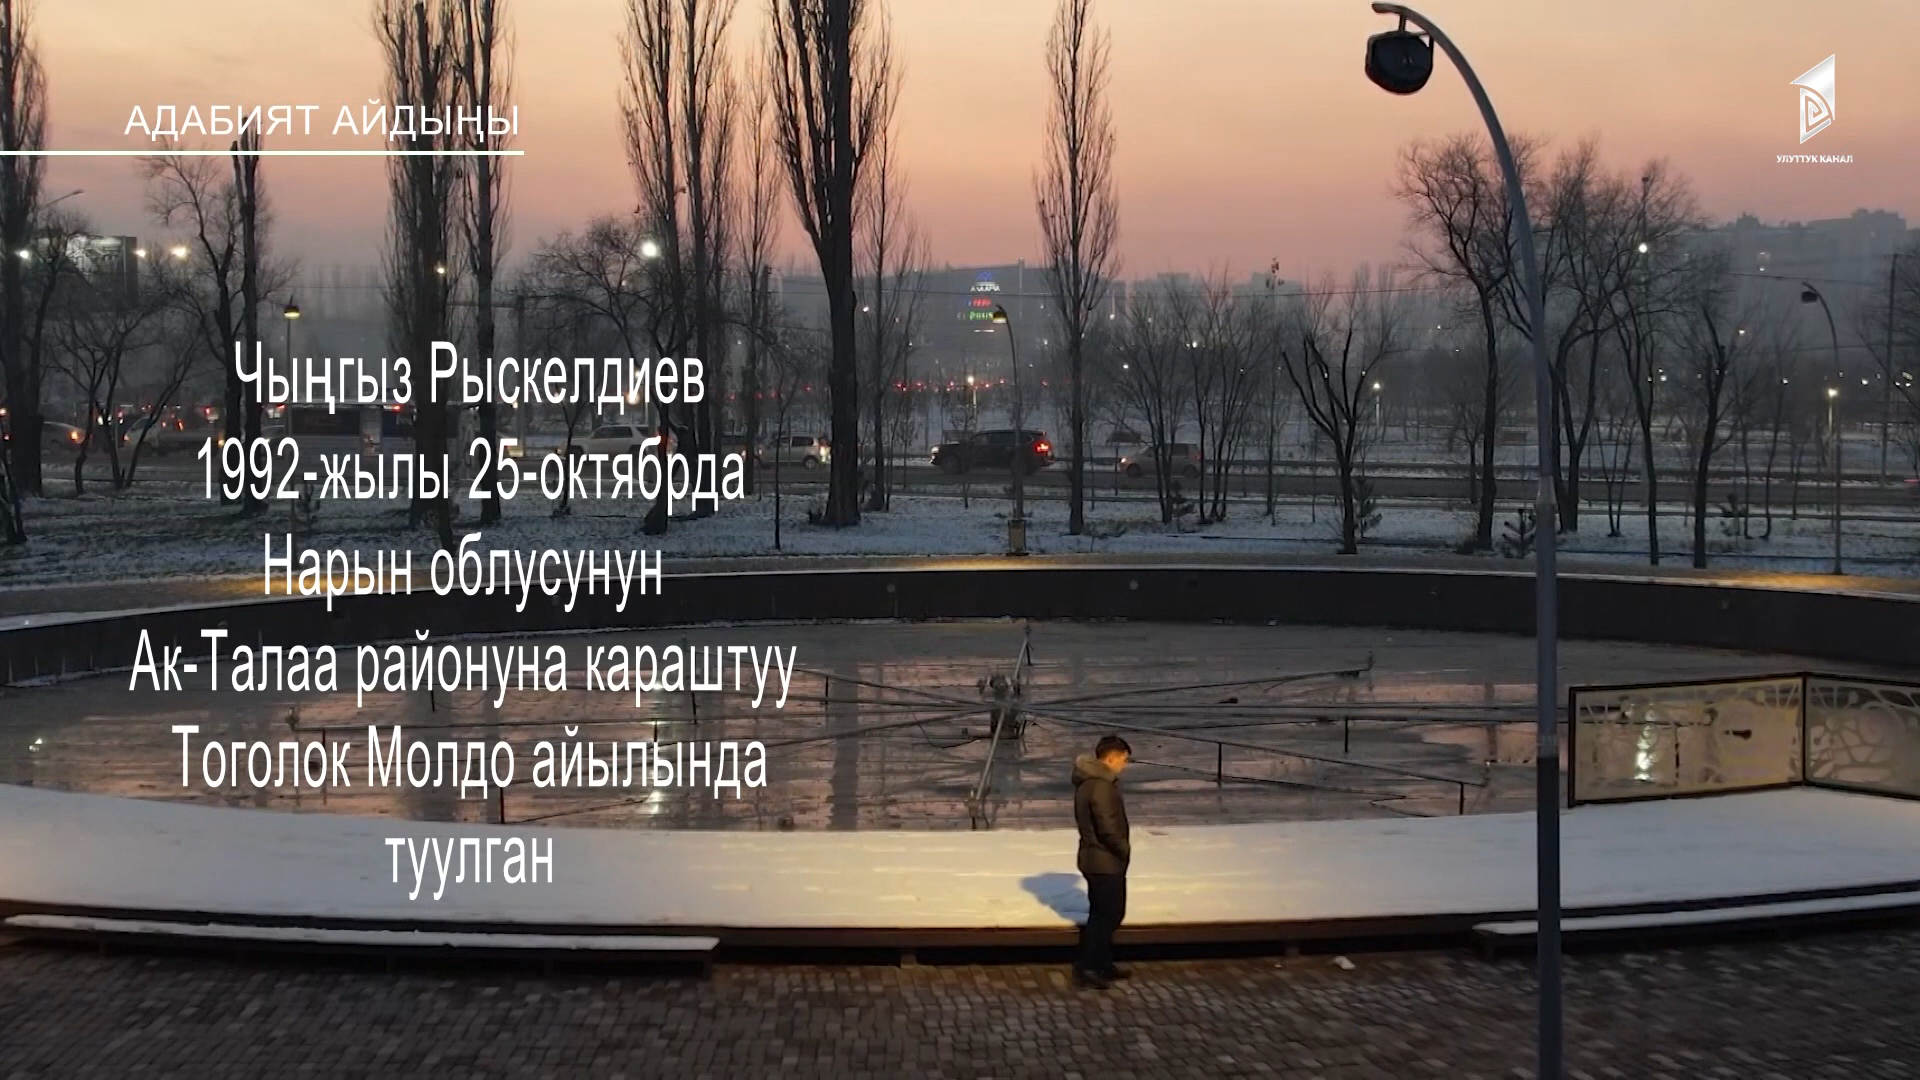 АДАБИЯТ АЙДЫҢЫ
УЛУТТУК КАНАЛ
Чыңгыз Рыскелдиев
1992-жылы 25-октябрда
Нарын облусунун
Ак-Талаа районуна караштуу
Тоголок Молдо айылында
туулган